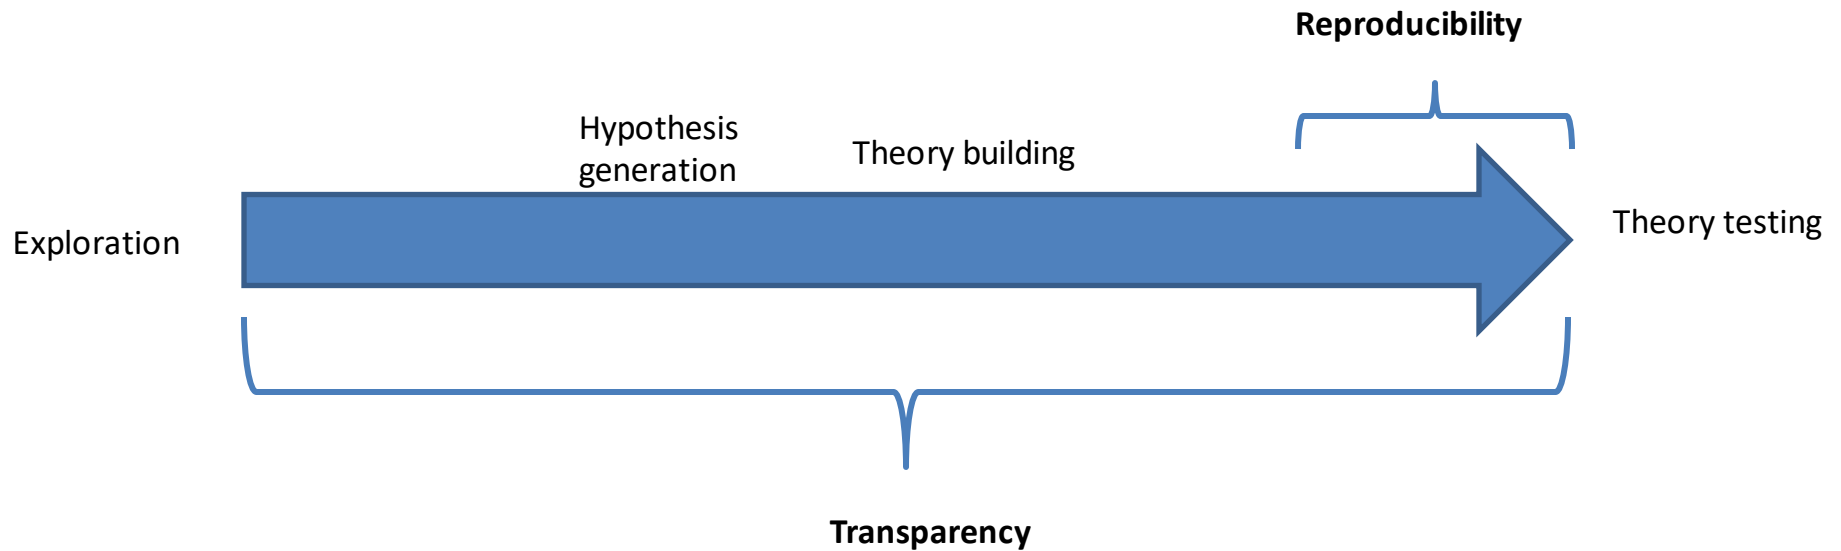 Reproducibility
Hypothesis
generation
Theory building
Exploration
Theory testing
Transparency